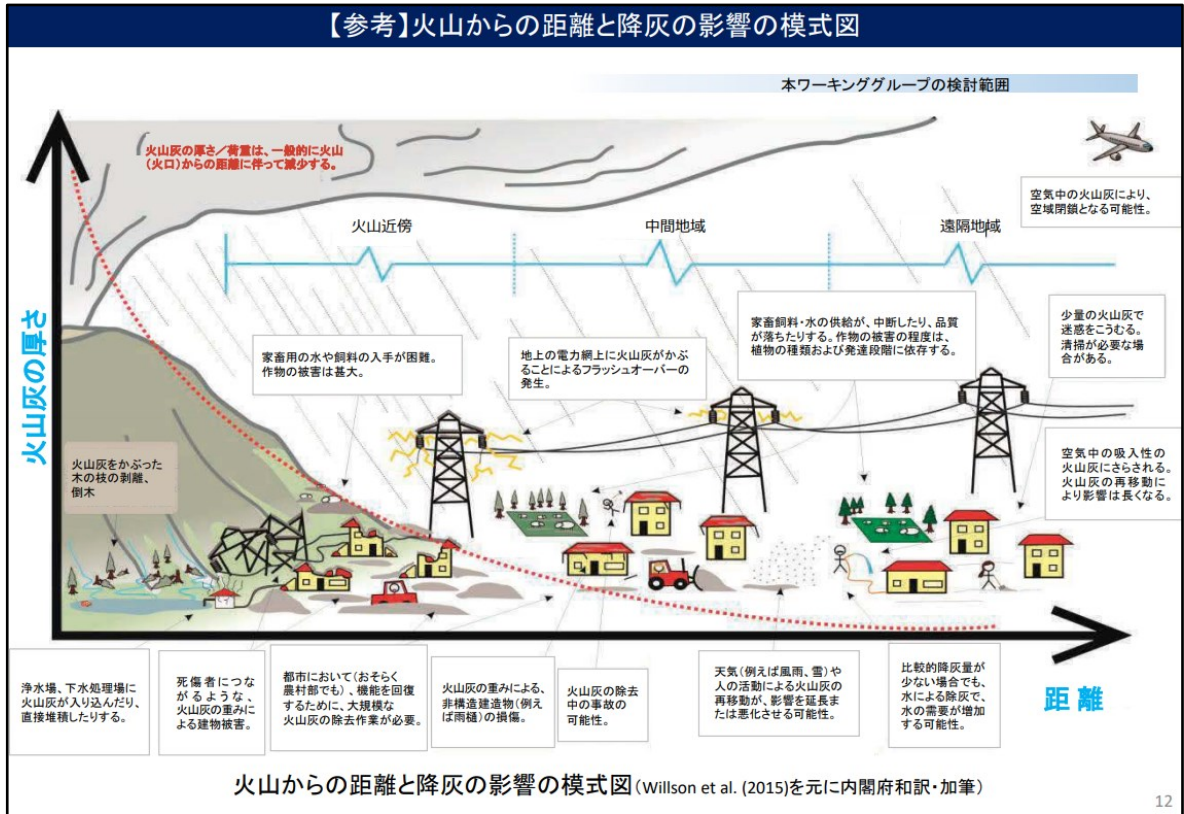 【参考】火山からの距離と降灰の影響の模式図
本ワーキンググループの検討範囲
火山灰の厚さ／荷重は、一般的に火山
(火口)からの距離に伴って減少する。
空気中の火山灰により、
空域閉鎖となる可能性。
火山近傍
中間地域
遠隔地域
火山灰の厚さ
家畜用の水や飼料の入手が困難。
作物の被害は甚大。
地上の電力網上に火山灰がかぶ
ることによるフラッシュオーバーの
発生。
家畜飼料・水の供給が、中断したり、品質
が落ちたりする。作物の被害の程度は、
植物の種類および発達段階に依存する。
少量の火山灰で
迷惑をこうむる。
清掃が必要な場
合がある。
火山灰をかぶった
木の枝の剥離、
倒木
空気中の吸入性の
火山灰にさらされる。
火山灰の再移動に
より影響は長くなる。
浄水場、下水処理場に
火山灰が入り込んだり、
直接堆積したりする。
死傷者につな
がるような、
火山灰の重みに
よる建物被害。
都市において(おそらく
農村部でも)、機能を回復
するために、大規模な
火山灰の除去作業が必要。
火山灰の重みによる、
非構造建造物(例え
ば雨樋)の損傷。
火山灰の除去
中の事故の
可能性。
天気(例えば風雨、雪)や
人の活動による火山灰の
再移動が、影響を延長ま
たは悪化させる可能性。
比較的降灰量が
少ない場合でも、
水による除灰で、
水の需要が増加
する可能性。
距離
火山からの距離と降灰の影響の模式図(Willson et al. (2015)を元に内閣府和訳・加筆)
12